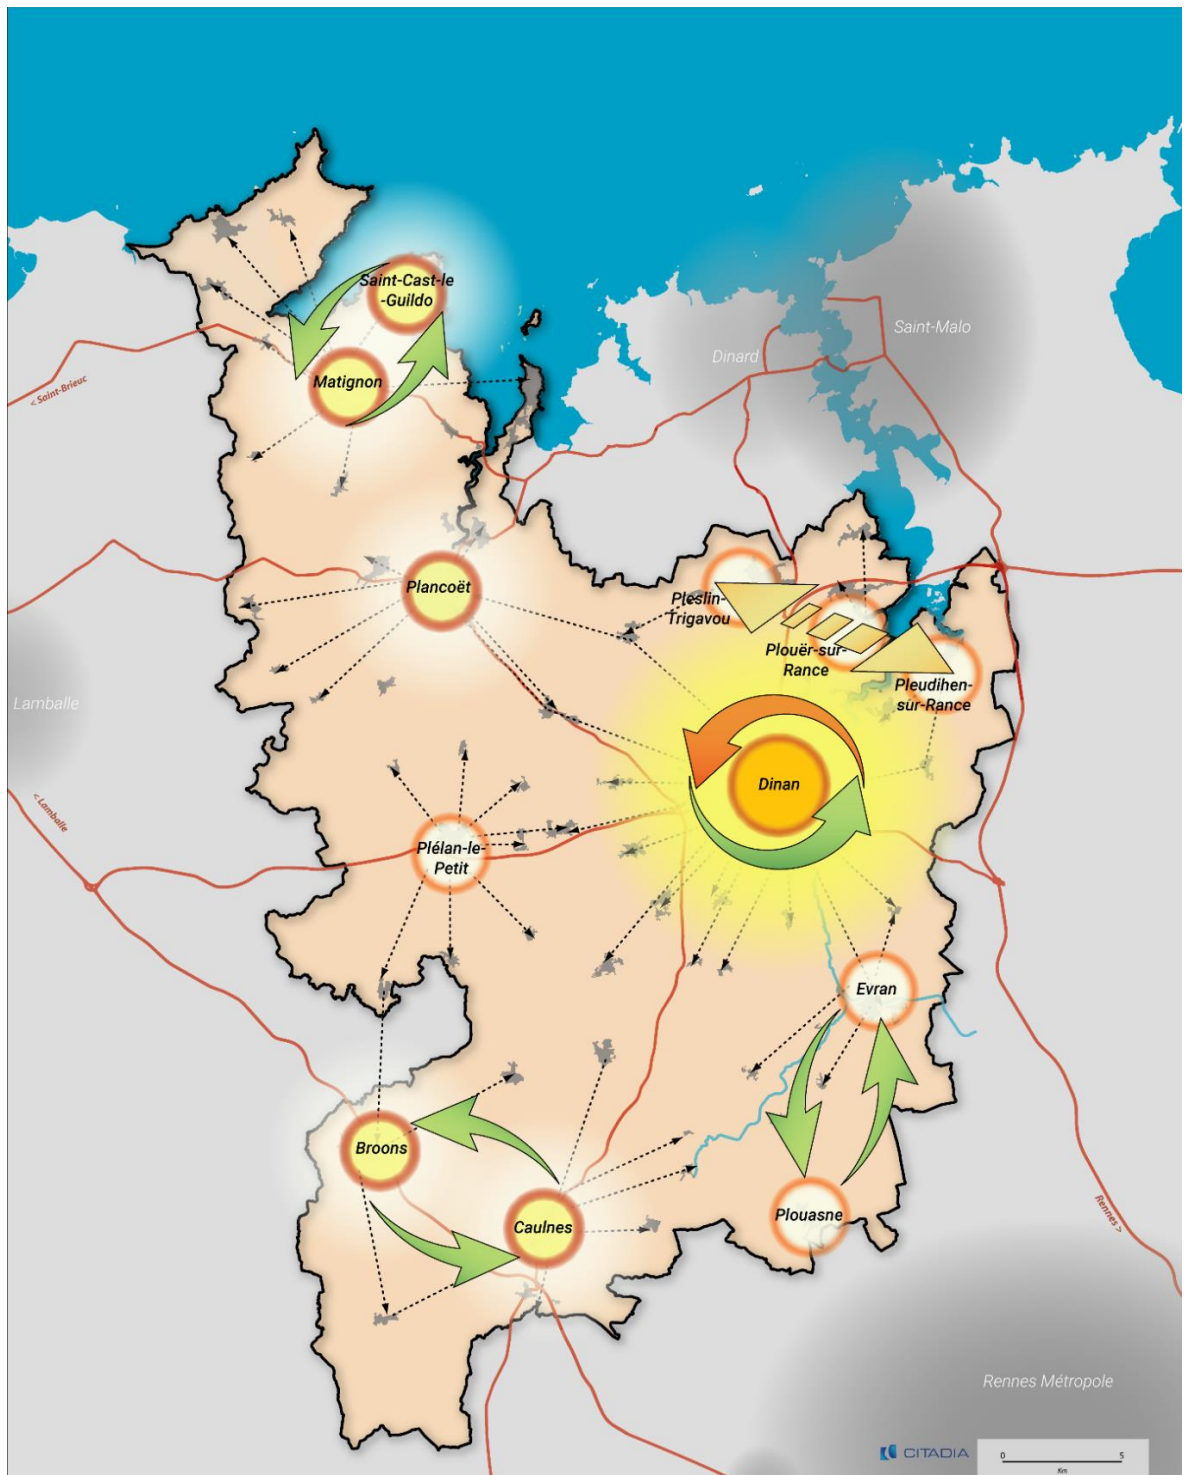 Saint-Cast-le
-Guildo
Saint-Malo
Dinard
Matignon
< Saint-Brieuc
Plancoët
Pleslin-
Trigavou
Plouër-sur-
Rance
Pleudihen-
sur-Rance
Lamballe
Dinan
< Lamballe
Plélan-le-
Petit
Evran
Broons
Caulnes
Plouasne
Rennes >
Rennes Métropole
CITADIA
0 5
Km